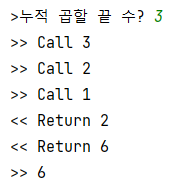 >누적 곱할 끝 수? 3
>> Call 3
>> Call 2
>> Call 1
<< Return 2
<< Return 6
>> 6